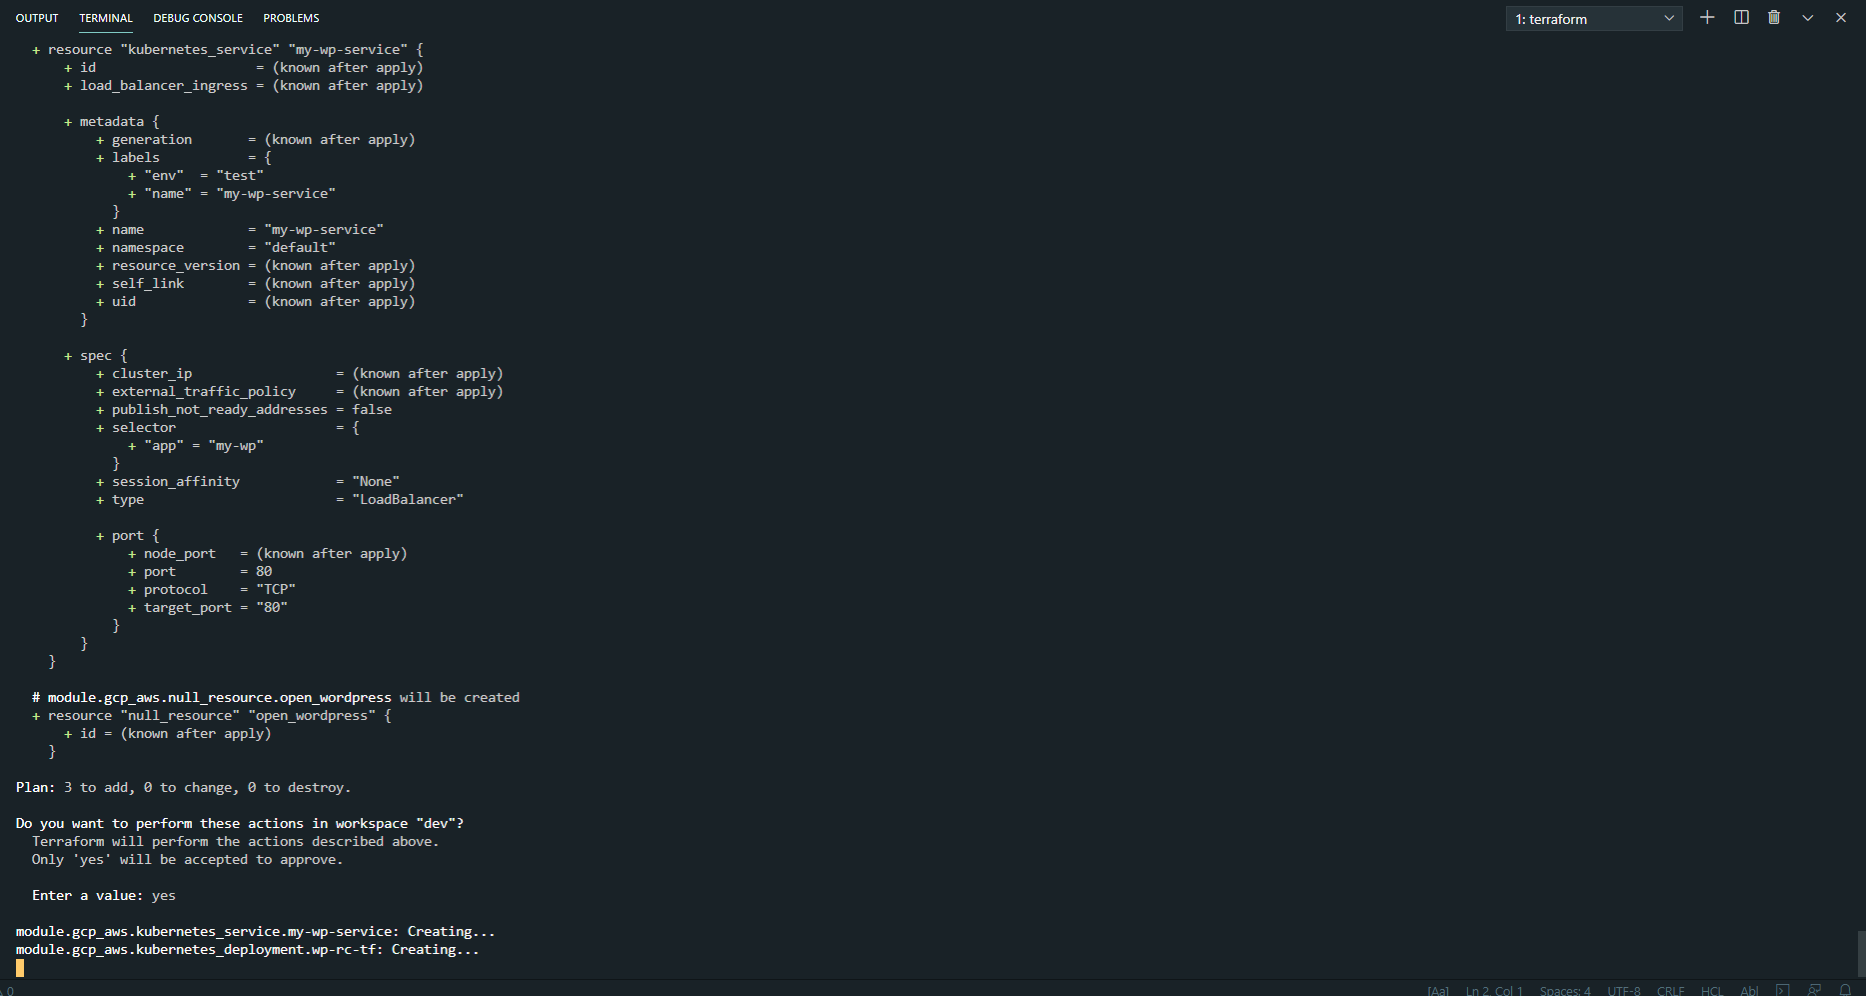 OUTPUT TERMINAL DEBUG CONSOLE PROBLEMS 1: terraform
+ resource "kubernetes_service" "my-wp-service" {
+ id = (known after apply)
+ load_balancer_ingress = (known after apply)
+ metadata {
+ generation = (known after apply)
+ labels = {
+ "env" = "test"
+ "name" = "my-wp-service"
}
+ name = "my-wp-service"
+ namespace = "default"
+ resource_version = (known after apply)
+ self_link = (known after apply)
+ uid = (known after apply)
}
+ spec {
+ cluster_ip = (known after apply)
+ external_traffic_policy = (known after apply)
+ publish_not_ready_addresses = false
+ selector = {
+ "app" = "my-wp"
}
+ session_affinity = "None"
+ type = "LoadBalancer"
+ port {
+ node_port = (known after apply)
+ port = 80
+ protocol = "TCP"
+ target_port = "80"
}
}
}
# module.gcp_aws.null_resource.open_wordpress will be created
+ resource "null_resource" "open_wordpress" {
+ id = (known after apply)
}
Plan: 3 to add, 0 to change, 0 to destroy.
Do you want to perform these actions in workspace "dev"?
Terraform will perform the actions described above.
Only 'yes' will be accepted to approve.
Enter a value: yes
module.gcp_aws.kubernetes_service.my-wp-service: Creating...
module.gcp_aws.kubernetes_deployment.wp-rc-tf: Creating...
0 [Aa] Ln 2, Col 1 Spaces: 4 UTF-8 CRLF HCL Abl